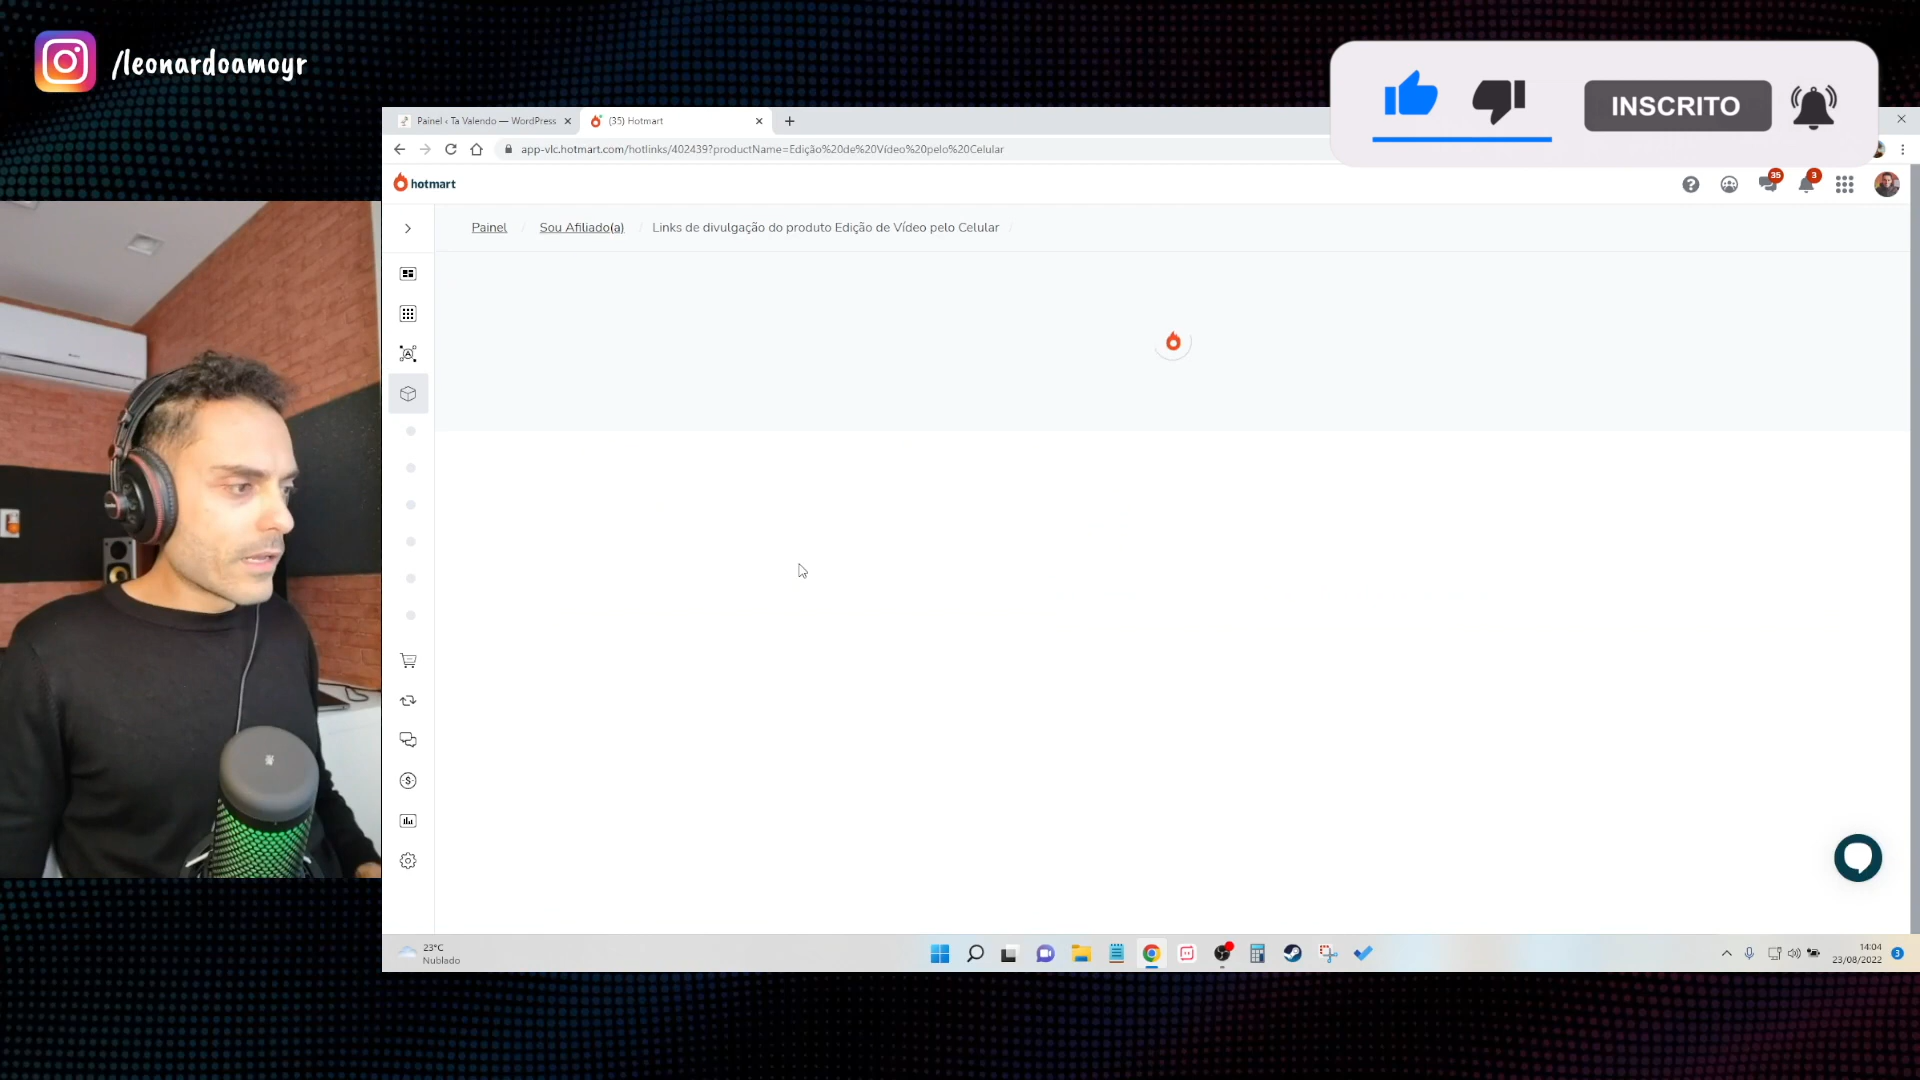 /leonardoamoyr
INSCRITO
Painel ‹ Ta Valendo — WordPress
(35) Hotmart
app-vlc.hotmart.com/hotlinks/402439?productName=Edição%20de%20Vídeo%20pelo%20Celular
hotmart
35
3
Painel / Sou Afiliado(a) / Links de divulgação do produto Edição de Vídeo pelo Celular /
23°C
Nublado
14:04
23/08/2022
3